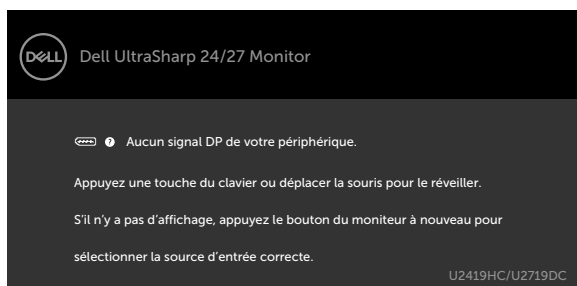 DELL
Dell UltraSharp 24/27 Monitor
Aucun signal DP de votre périphérique.
Appuyez une touche du clavier ou déplacer la souris pour le réveiller.
S'il n'y a pas d'affichage, appuyez le bouton du moniteur à nouveau pour
sélectionner la source d'entrée correcte.
U2419HC/U2719DC